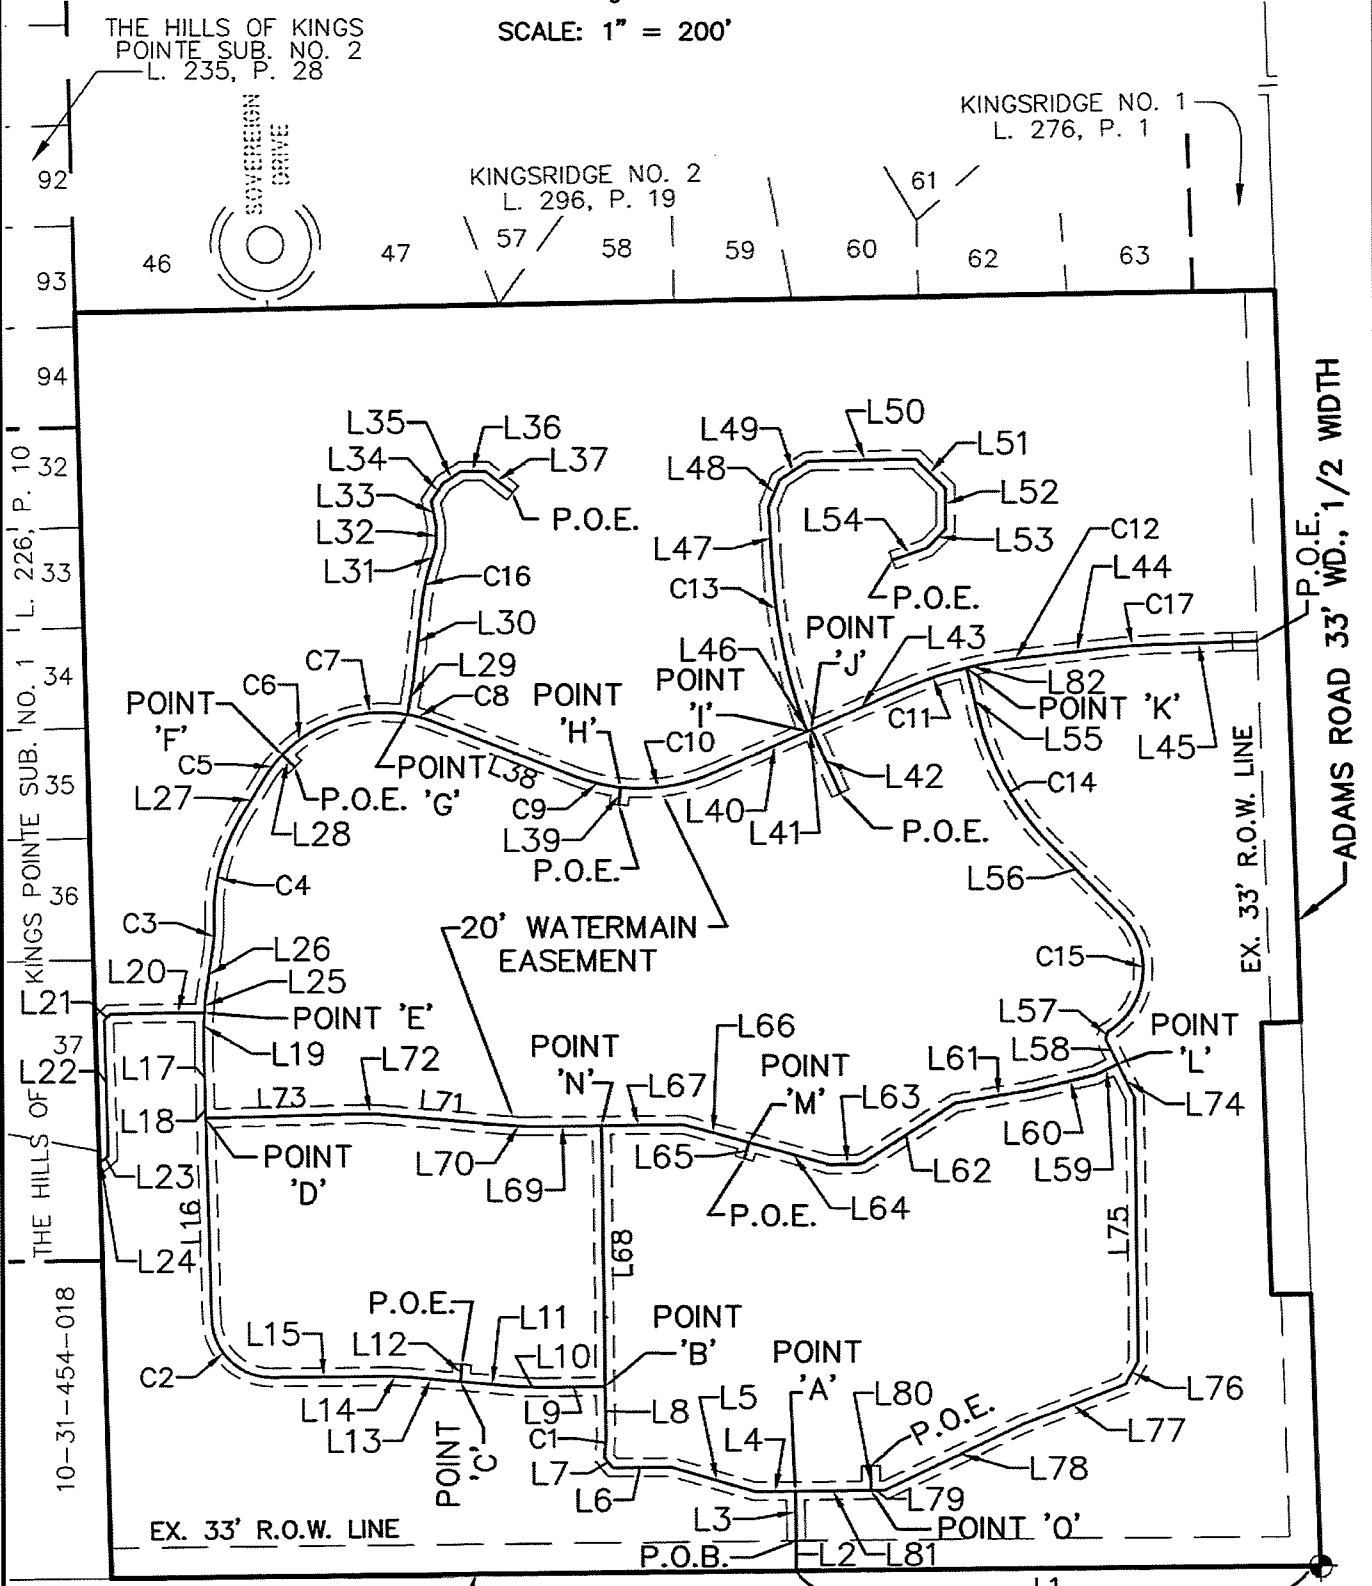 SCALE: 1" = 200'
THE HILLS OF KINGS
POINTE SUB. NO. 2
L. 235, P. 28
SOVEREIGN
DRIVE
KINGSRIDGE NO. 1
L. 276, P. 1
KINGSRIDGE NO. 2
L. 296, P. 19
92
93
94
32
33
34
35
36
37
46
47
57
58
59
60
61
62
63
THE HILLS OF KINGS POINTE SUB. NO. 1 L. 226, P. 10
10-31-454-018
ADAMS ROAD 33' WD., 1/2 WIDTH
EX. 33' R.O.W. LINE
P.O.E.
L35
L36
L34
L37
L33
L32
P.O.E.
L31
C16
L30
L29
C7
C8
C6
POINT
'F'
C5
L27
L28
P.O.E.
POINT
'G'
L38
POINT
'H'
C9
L39
P.O.E.
C10
L40
L41
POINT
'I'
L46
POINT
'J'
L42
P.O.E.
L49
L50
L51
L48
L52
L47
L54
L53
P.O.E.
C13
L43
C12
L44
C17
L82
C11
POINT 'K'
L55
L45
C14
L56
C15
C4
C3
L26
L20
L25
L21
POINT 'E'
L19
L22
L17
L18
L23
L24
20' WATERMAIN
EASEMENT
L72
L73
L71
POINT
'D'
POINT
'N'
L70
L69
L67
L66
POINT
'M'
L65
P.O.E.
L63
L64
L62
L61
L60
L59
L57
L58
POINT
'L'
L74
L75
L16
L68
P.O.E.
L15
L12
L11
L10
C2
L14
L13
POINT
'C'
L9
POINT
'B'
L8
C1
L7
L6
L5
L4
POINT
'A'
L80
P.O.E.
L76
L77
L78
L79
POINT 'O'
L3
P.O.B.
L2
L81
EX. 33' R.O.W. LINE
L1